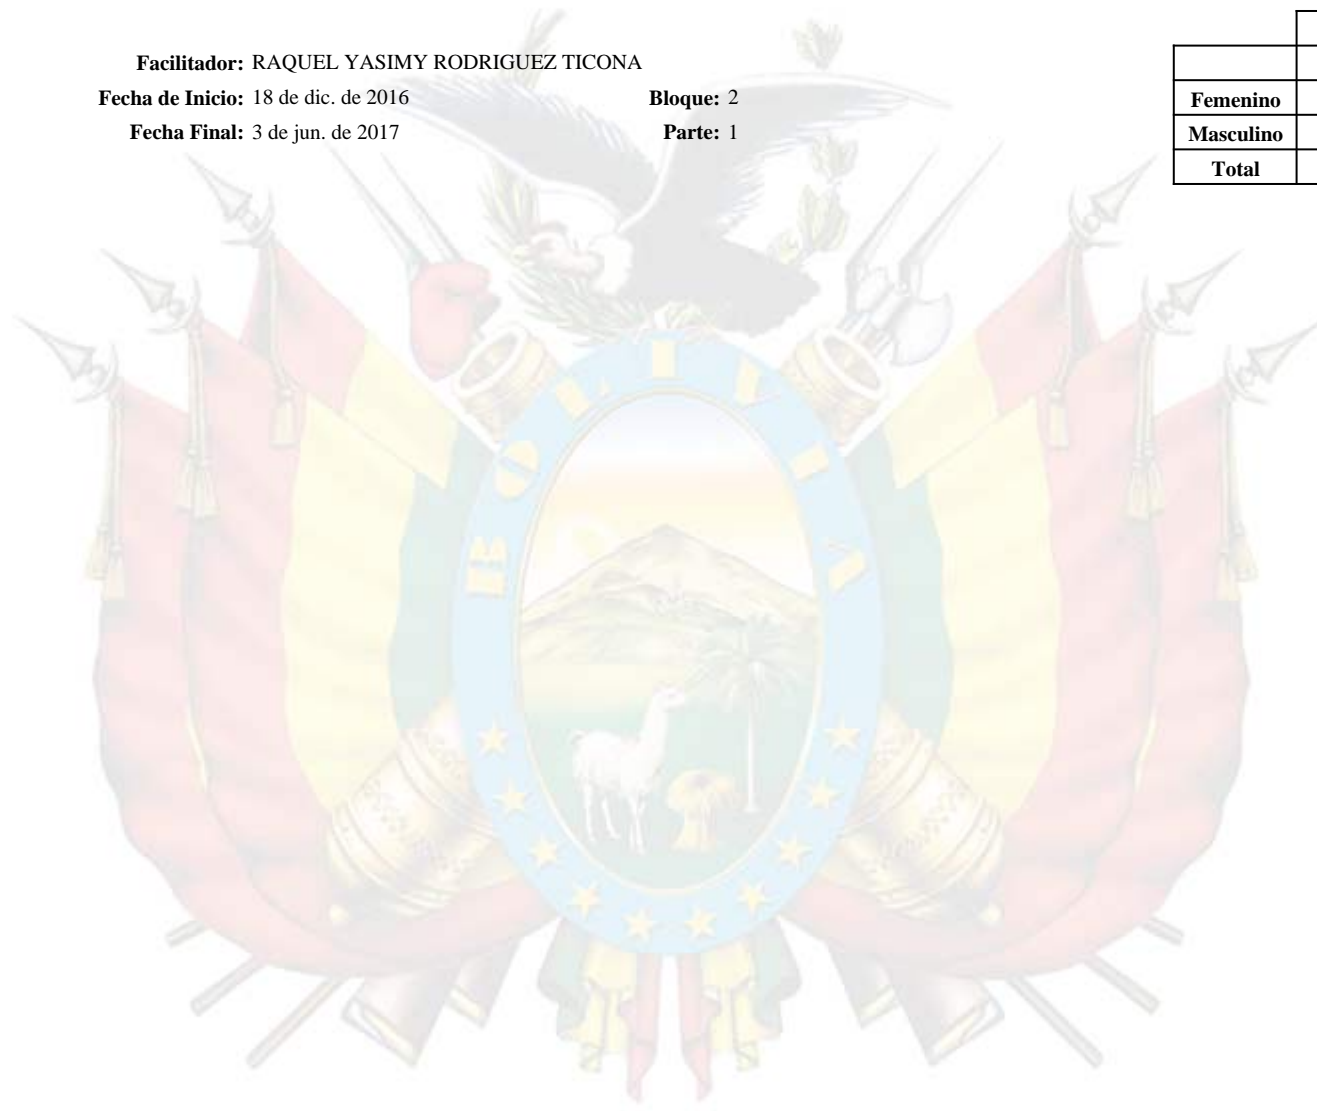 Facilitador: RAQUEL YASIMY RODRIGUEZ TICONA
Fecha de Inicio: 18 de dic. de 2016 Bloque: 2
Fecha Final: 3 de jun. de 2017 Parte: 1
Femenino
Masculino
Total
BOLIVIA